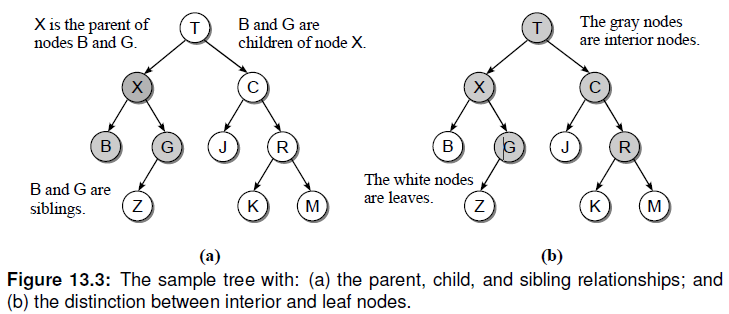 X is the parent of
nodes B and G.
B and G are
children of node X.
T
X
C
B
G
J
R
B and G are
siblings.
Z
K
M
(a)
The gray nodes
are interior nodes.
T
X
C
B
G
J
R
The white nodes
are leaves.
Z
K
M
(b)
Figure 13.3: The sample tree with: (a) the parent, child, and sibling relationships; and
(b) the distinction between interior and leaf nodes.